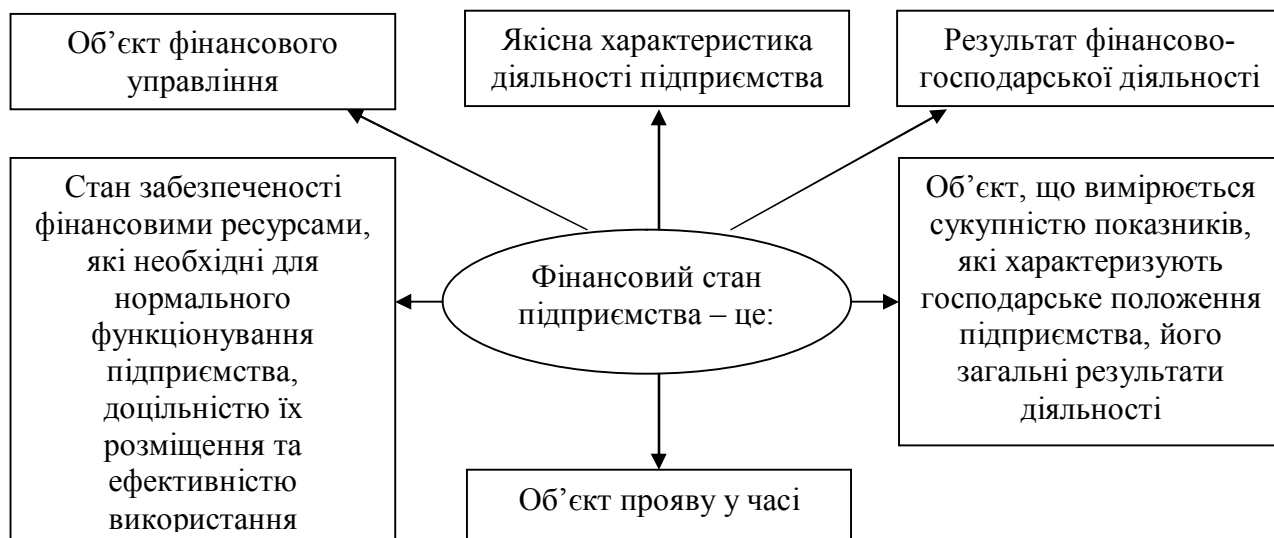 Об’єкт фінансового
управління
Якісна характеристика
діяльності підприємства
Результат фінансово-
господарської діяльності
Стан забезпеченості
фінансовими ресурсами,
які необхідні для
нормального
функціонування
підприємства,
доцільністю їх
розміщення та
ефективністю
використання
Фінансовий стан
підприємства – це:
Об’єкт, що вимірюється
сукупністю показників,
які характеризують
господарське положення
підприємства, його
загальні результати
діяльності
Об’єкт прояву у часі